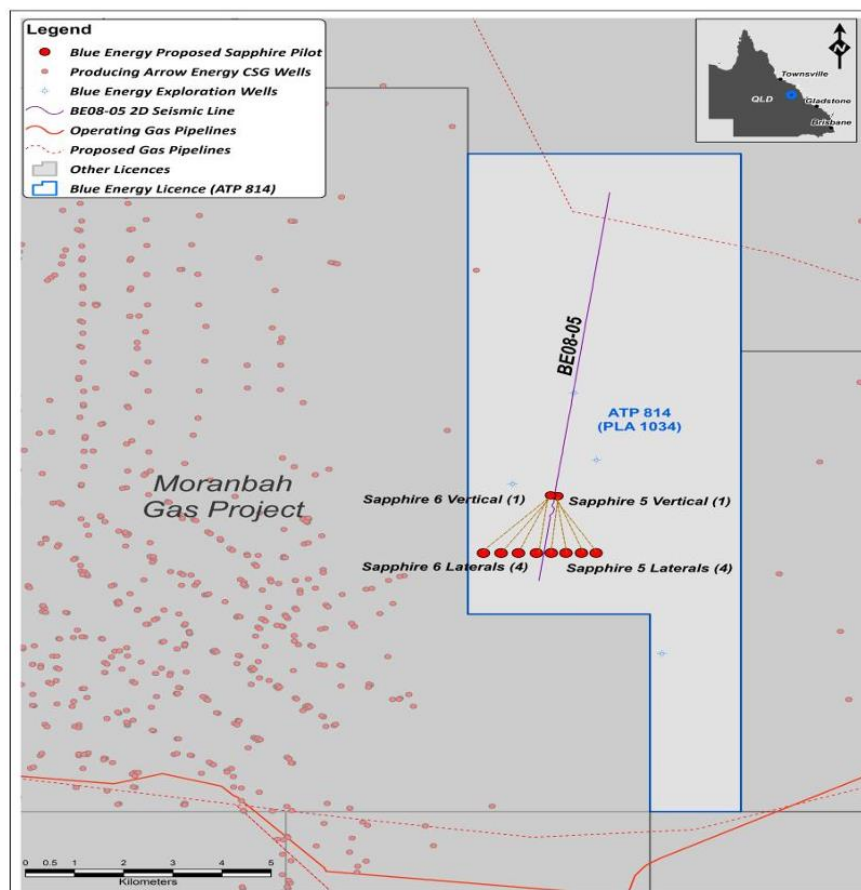 Legend
Blue Energy Proposed Sapphire Pilot
Producing Arrow Energy CSG Wells
Blue Energy Exploration Wells
BE08-05 2D Seismic Line
Operating Gas Pipelines
Proposed Gas Pipelines
Other Licences
Blue Energy Licence (ATP 814)
N
Townsville
QLD
Gladstone
Brisbane
BE08-05
ATP 814
(PLA 1034)
Moranbah
Gas Project
Sapphire 6 Vertical (1)
Sapphire 5 Vertical (1)
Sapphire 6 Laterals (4)
Sapphire 5 Laterals (4)
0 0.5 1 2 3 4 5
Kilometers